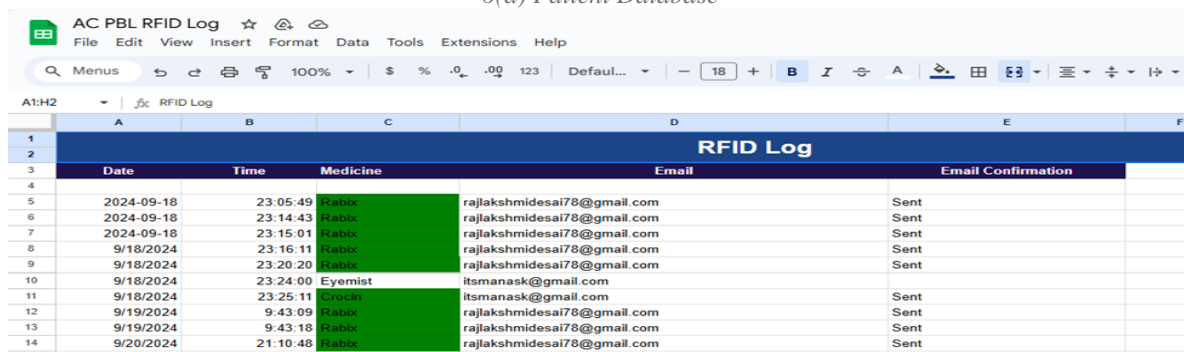 3(a) Patient Database
AC PBL RFID Log
File Edit View Insert Format Data Tools Extensions Help
Menus 100% $ % .0 .00 123 Defaul... − 18 + B I A
A1:H2 fx RFID Log
A B C D E F
1 RFID Log
2
3 Date Time Medicine Email Email Confirmation
4
5 2024-09-18 23:05:49 Rabix rajlakshmidesai78@gmail.com Sent
6 2024-09-18 23:14:43 Rabix rajlakshmidesai78@gmail.com Sent
7 2024-09-18 23:15:01 Rabix rajlakshmidesai78@gmail.com Sent
8 9/18/2024 23:16:11 Rabix rajlakshmidesai78@gmail.com Sent
9 9/18/2024 23:20:20 Rabix rajlakshmidesai78@gmail.com Sent
10 9/18/2024 23:24:00 Eyemist itsmanask@gmail.com
11 9/18/2024 23:25:11 Crocin itsmanask@gmail.com Sent
12 9/19/2024 9:43:09 Rabix rajlakshmidesai78@gmail.com Sent
13 9/19/2024 9:43:18 Rabix rajlakshmidesai78@gmail.com Sent
14 9/20/2024 21:10:48 Rabix rajlakshmidesai78@gmail.com Sent